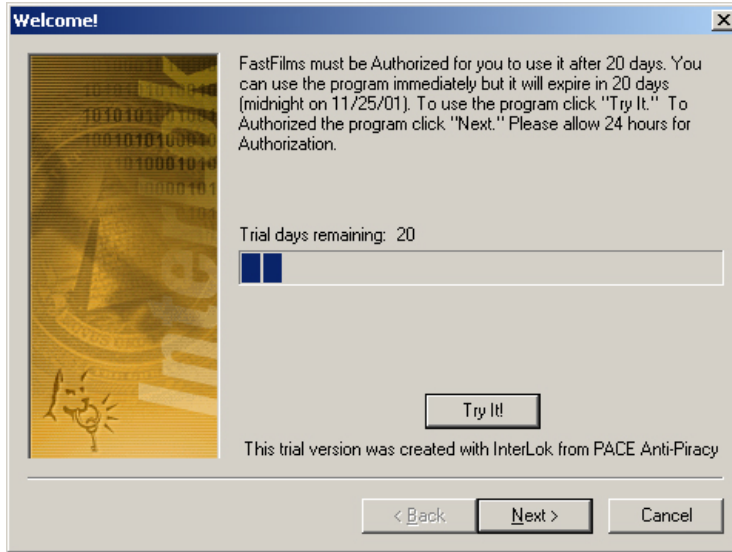 Welcome!
FastFilms must be Authorized for you to use it after 20 days. You
can use the program immediately but it will expire in 20 days
(midnight on 11/25/01). To use the program click "Try It." To
Authorized the program click "Next." Please allow 24 hours for
Authorization.
Trial days remaining: 20
InterLok
Try It!
This trial version was created with InterLok from PACE Anti-Piracy
< Back
Next >
Cancel